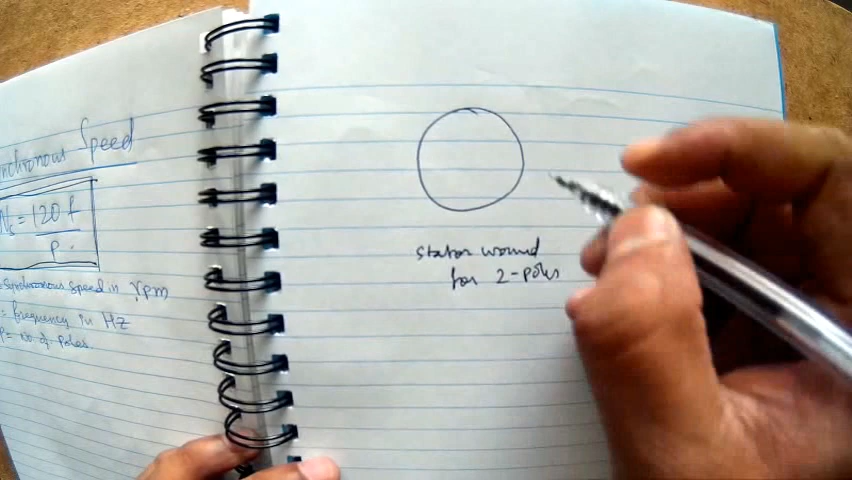 nchronous Speed
Ns = 120 f
P.
= Synchronous Speed in rpm
= frequency in HZ
P = no of Poles
stator wound
for 2-poles